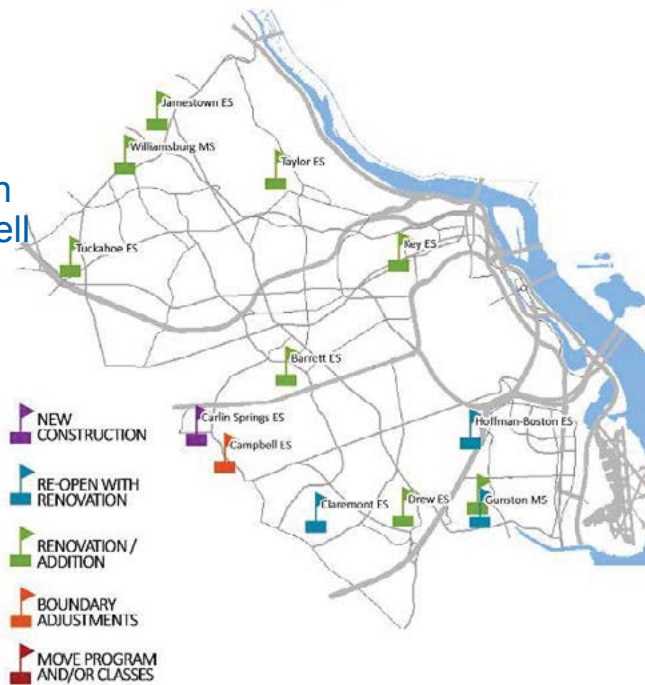 Jamestown ES
Williamsburg MS
Taylor ES
n
ell
Tuckahoe ES
Key ES
Barrett ES
Carlin Springs ES
Hoffman-Boston ES
Campbell ES
Claremont ES
Drew ES
Gunston MS
NEW
CONSTRUCTION
RE-OPEN WITH
RENOVATION
RENOVATION /
ADDITION
BOUNDARY
ADJUSTMENTS
MOVE PROGRAM
AND/OR CLASSES